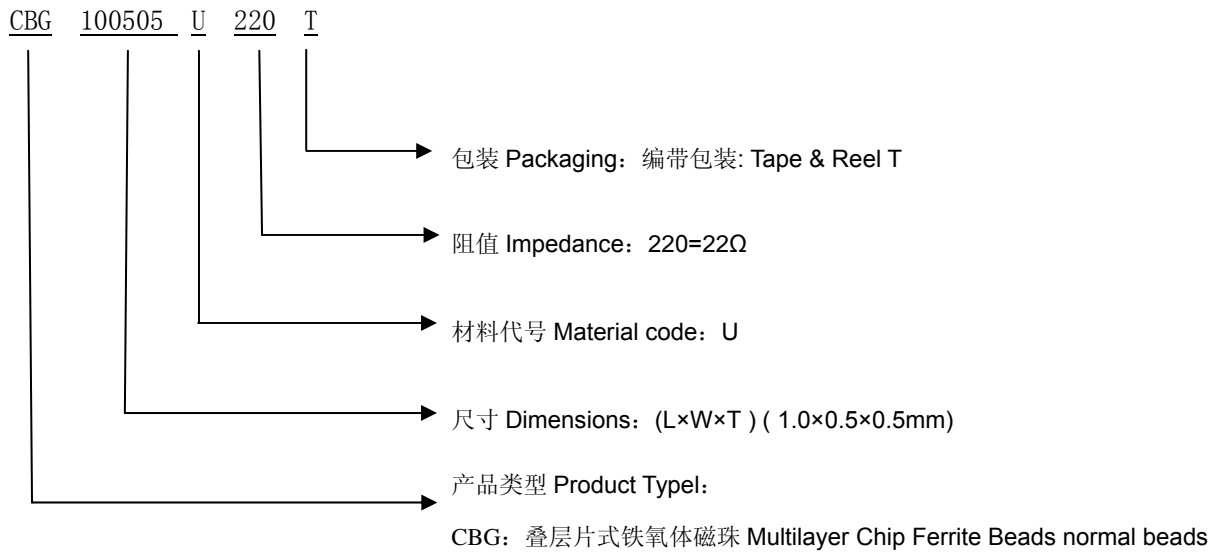 CBG 100505 U 220 T
包装 Packaging：编带包装: Tape & Reel T
阻值 Impedance：220=22Ω
材料代号 Material code：U
尺寸 Dimensions：(L×W×T ) ( 1.0×0.5×0.5mm)
产品类型 Product Typel：
CBG：叠层片式铁氧体磁珠 Multilayer Chip Ferrite Beads normal beads